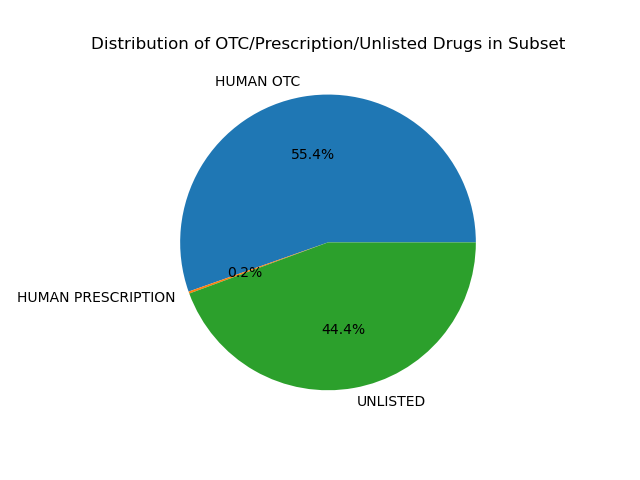 Distribution of OTC/Prescription/Unlisted Drugs in Subset
HUMAN OTC
55.4%
0.2%
HUMAN PRESCRIPTION
44.4%
UNLISTED